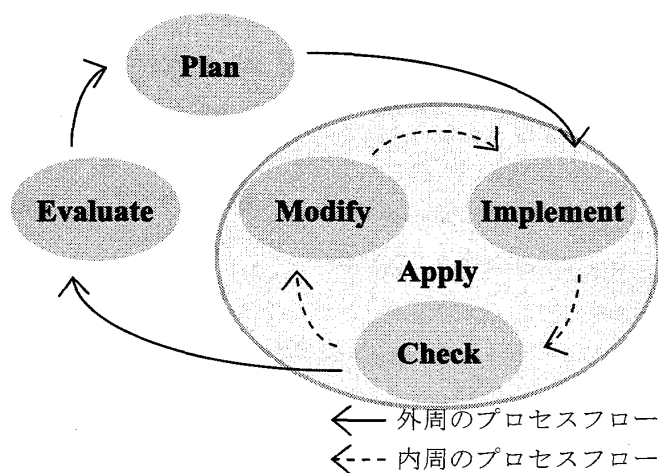 Plan
Evaluate
Modify
Implement
Apply
Check
外周のプロセスフロー
内周のプロセスフロー